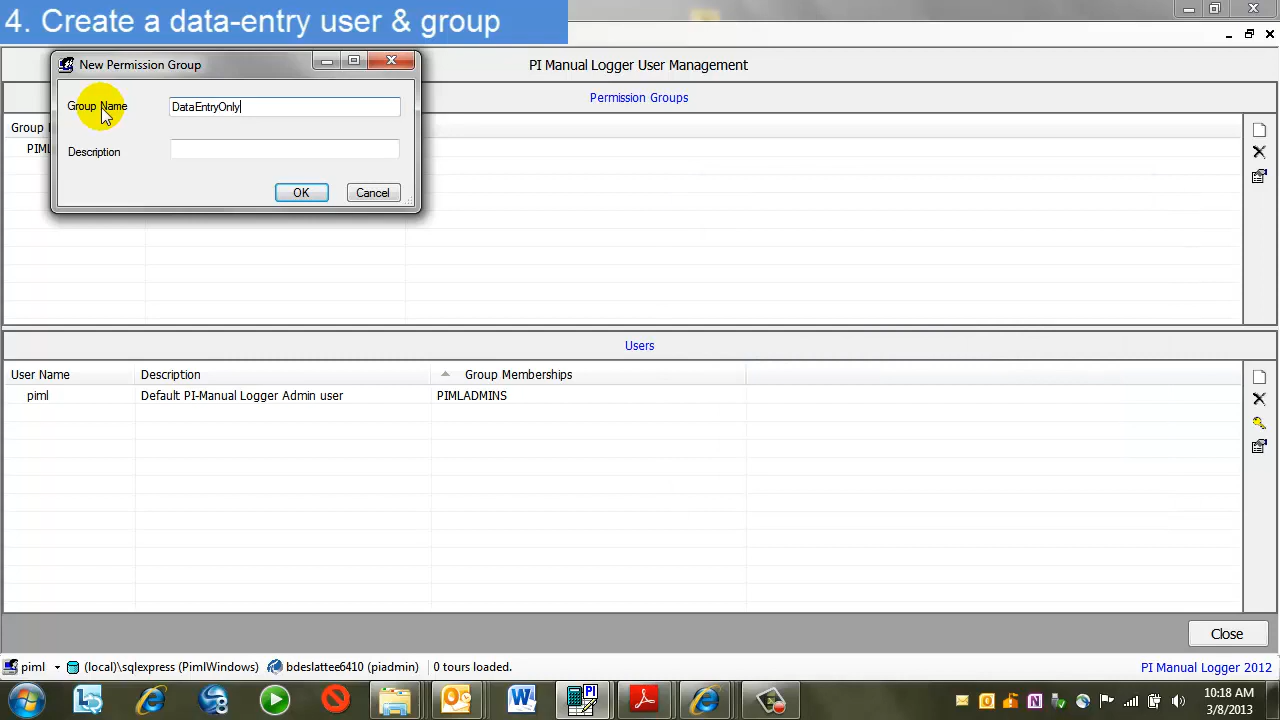 4. Create a data-entry user & group
New Permission Group
PI Manual Logger User Management
Group Name
DataEntryOnly
Permission Groups
Group
PIML
Description
OK
Cancel
Users
User Name
Description
Group Memberships
piml
Default PI-Manual Logger Admin user
PIMLADMINS
Close
piml
(local)\sqlexpress (PimlWindows)
bdeslattee6410 (piadmin)
0 tours loaded.
PI Manual Logger 2012
10:18 AM
3/8/2013